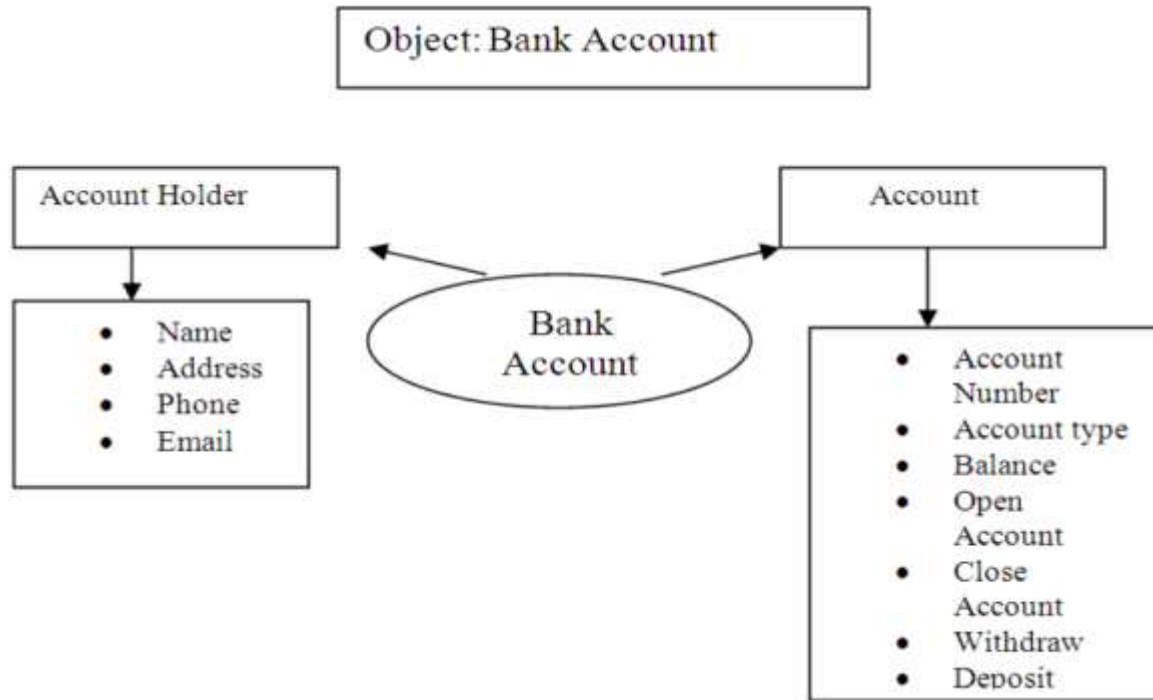 Object: Bank Account
Account Holder
• Name
• Address
• Phone
• Email
Bank
Account
Account
• Account
Number
• Account type
• Balance
• Open
Account
• Close
Account
• Withdraw
• Deposit